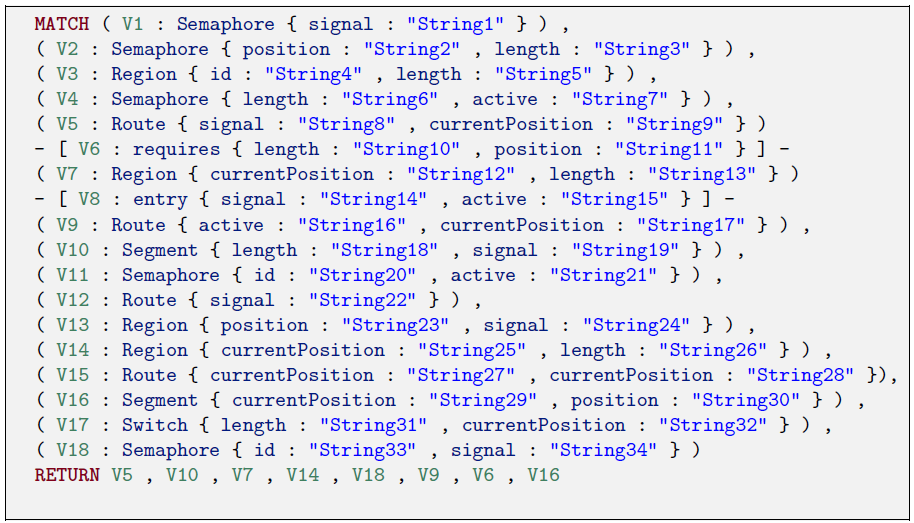 MATCH ( V1 : Semaphore { signal : "String1" } ) ,
( V2 : Semaphore { position : "String2" , length : "String3" } ) ,
( V3 : Region { id : "String4" , length : "String5" } ) ,
( V4 : Semaphore { length : "String6" , active : "String7" } ) ,
( V5 : Route { signal : "String8" , currentPosition : "String9" } )
- [ V6 : requires { length : "String10" , position : "String11" } ] -
( V7 : Region { currentPosition : "String12" , length : "String13" } )
- [ V8 : entry { signal : "String14" , active : "String15" } ] -
( V9 : Route { active : "String16" , currentPosition : "String17" } ) ,
( V10 : Segment { length : "String18" , signal : "String19" } ) ,
( V11 : Semaphore { id : "String20" , active : "String21" } ) ,
( V12 : Route { signal : "String22" } ) ,
( V13 : Region { position : "String23" , signal : "String24" } ) ,
( V14 : Region { currentPosition : "String25" , length : "String26" } ) ,
( V15 : Route { currentPosition : "String27" , currentPosition : "String28" }),
( V16 : Segment { currentPosition : "String29" , position : "String30" } ) ,
( V17 : Switch { length : "String31" , currentPosition : "String32" } ) ,
( V18 : Semaphore { id : "String33" , signal : "String34" } )
RETURN V5 , V10 , V7 , V14 , V18 , V9 , V6 , V16